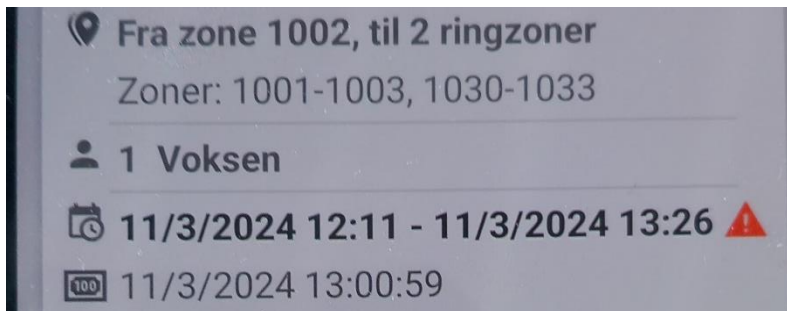 Fra zone 1002, til 2 ringzoner
Zoner: 1001-1003, 1030-1033
1 Voksen
11/3/2024 12:11 - 11/3/2024 13:26
100 11/3/2024 13:00:59